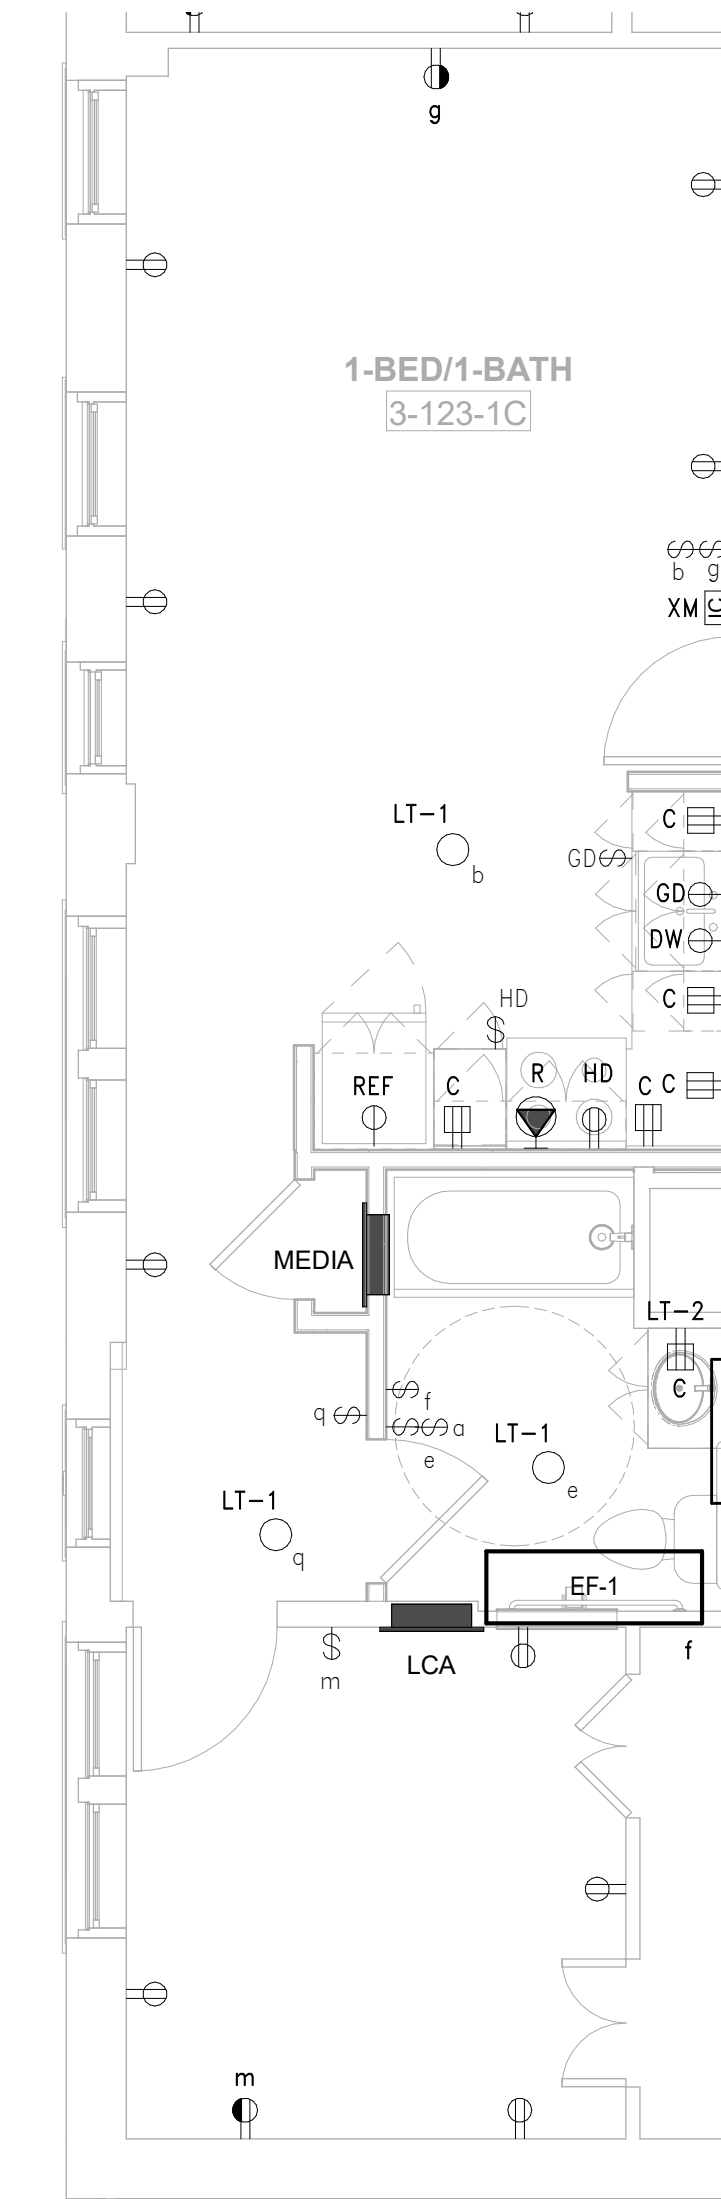 g
1-BED/1-BATH
3-123-1C
$ $
b g
XM
LT-1
b
C
GD $
GD
DW
C
HD
$
REF C R HD C C
MEDIA
LT-2
C
$ f
q $
$ $ a
e
LT-1
e
LT-1
q
EF-1
$
m
LCA
f
m